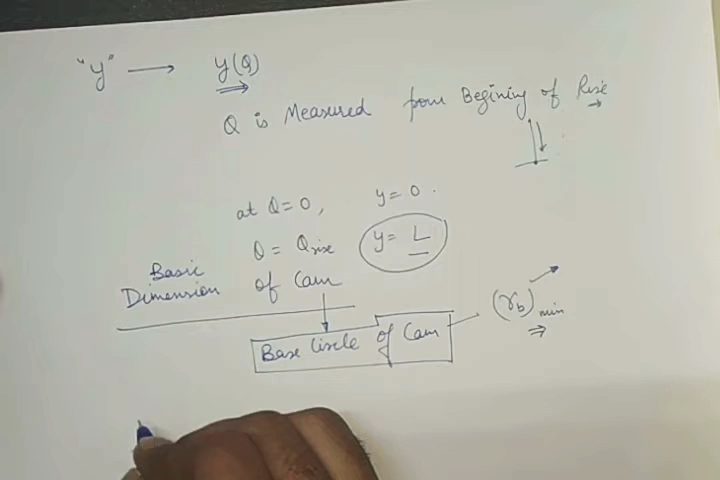 "y" → y(Q)
Q is Measured from Begining of Rise
at Q=0, y=0.
Q = Qrise y= L
Basic Dimension of Cam
Base Circle of Cam (rb)min